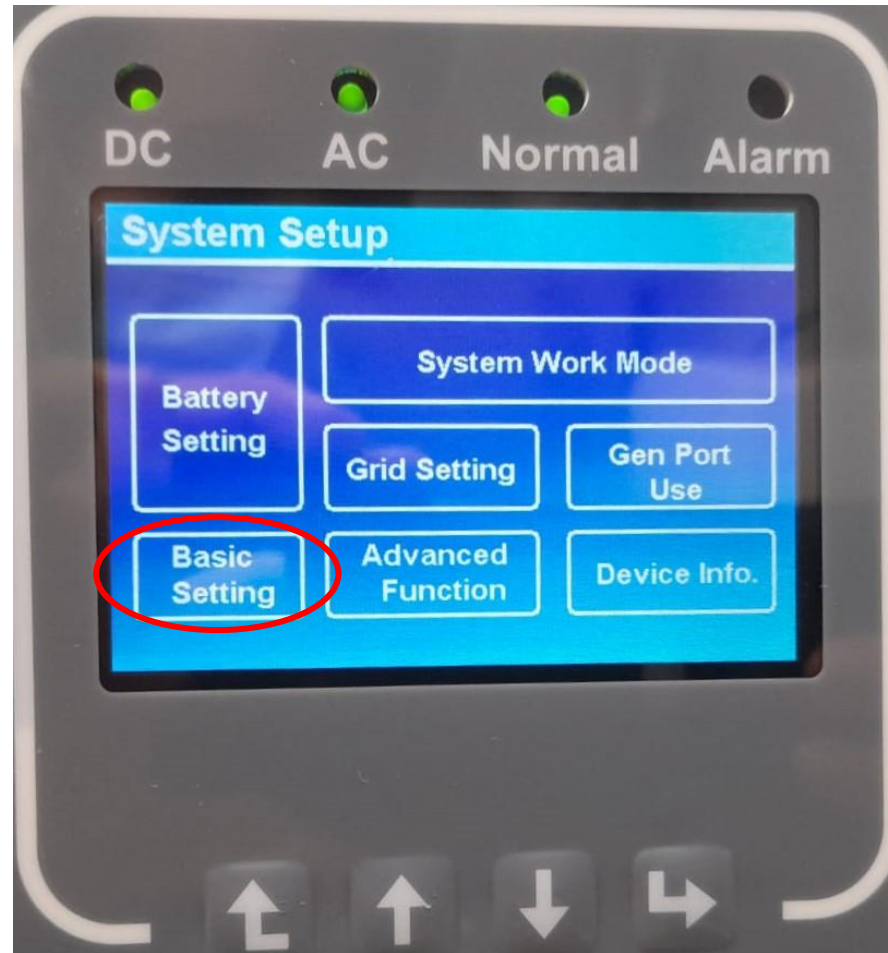 DC AC Normal Alarm
System Setup
Battery
Setting
System Work Mode
Grid Setting
Gen Port
Use
Basic
Setting
Advanced
Function
Device Info.